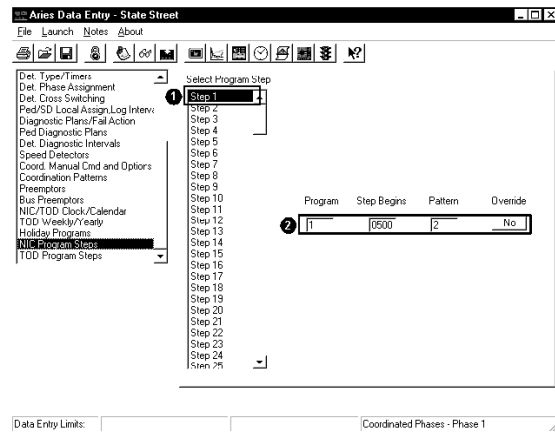 Aries Data Entry - State Street
File Launch Notes About
Det. Type/Timers
Det. Phase Assignment
Det. Cross Switching
Ped/SD Local Assign,Log Interv
Diagnostic Plans/Fail Action
Ped Diagnostic Plans
Det. Diagnostic Intervals
Speed Detectors
Coord. Manual Cmd and Options
Coordination Patterns
Preemptors
Bus Preemptors
NIC/TOD Clock/Calendar
TOD Weekly/Yearly
Holiday Programs
NIC Program Steps
TOD Program Steps
Select Program Step
1
Step 1
Step 2
Step 3
Step 4
Step 5
Step 6
Step 7
Step 8
Step 9
Step 10
Step 11
Step 12
Step 13
Step 14
Step 15
Step 16
Step 17
Step 18
Step 19
Step 20
Step 21
Step 22
Step 23
Step 24
Step 25
Program Step Begins Pattern Override
2 1 0500 2 No
Data Entry Limits: Coordinated Phases - Phase 1